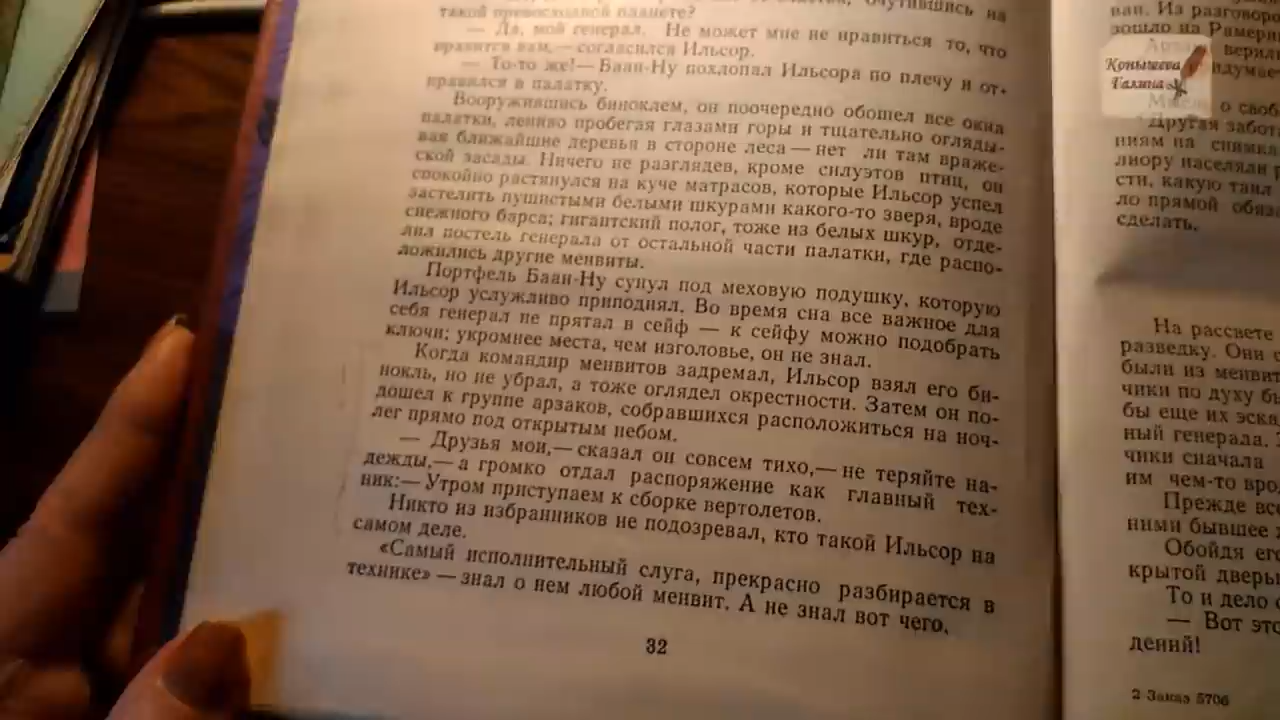 очутившись на
такой превосходной планете?
— Да, мой генерал. Не может мне не нравиться то, что
нравится вам,— согласился Ильсор.
— То-то же!— Баан-Ну похлопал Ильсора по плечу и от-
правился в палатку.
Вооружившись биноклем, он поочередно обошел все окна
палатки, лениво пробегая глазами горы и тщательно огляды-
вая ближайшие деревья в стороне леса — нет ли там враже-
ской засады. Ничего не разглядев, кроме силуэтов птиц, он
спокойно растянулся на куче матрасов, которые Ильсор успел
застелить пушистыми белыми шкурами какого-то зверя, вроде
снежного барса; гигантский полог, тоже из белых шкур, отде-
лил постель генерала от остальной части палатки, где распо-
ложились другие менвиты.
Портфель Баан-Ну сунул под меховую подушку, которую
Ильсор услужливо приподнял. Во время сна все важное для
себя генерал не прятал в сейф — к сейфу можно подобрать
ключи; укромнее места, чем изголовье, он не знал.
Когда командир менвитов задремал, Ильсор взял его би-
нокль, но не убрал, а тоже оглядел окрестности. Затем он по-
дошел к группе арзаков, собравшихся расположиться на ноч-
лег прямо под открытым небом.
— Друзья мои,— сказал он совсем тихо,— не теряйте на-
дежды,— а громко отдал распоряжение как главный тех-
ник:— Утром приступаем к сборке вертолетов.
Никто из избранников не подозревал, кто такой Ильсор на
самом деле.
«Самый исполнительный слуга, прекрасно разбирается в
технике» — знал о нем любой менвит. А не знал вот чего.
32
ван. Из разговоро
зошло на Рамери
верили
идумае
Конышева
Галина
о своб
Другая забот
ниям на снимка
лиору населяли
сти, какую таил
ло прямой обяз
сделать.
На рассвете
разведку. Они с
были из менвит
чики по духу бы
бы еще их эска
ный генерала.
чики сначала
им чем-то вро
Прежде все
ними бывшее
Обойдя его
крытой дверь
То и дело
— Вот это
дений!
2 Заказ 5706